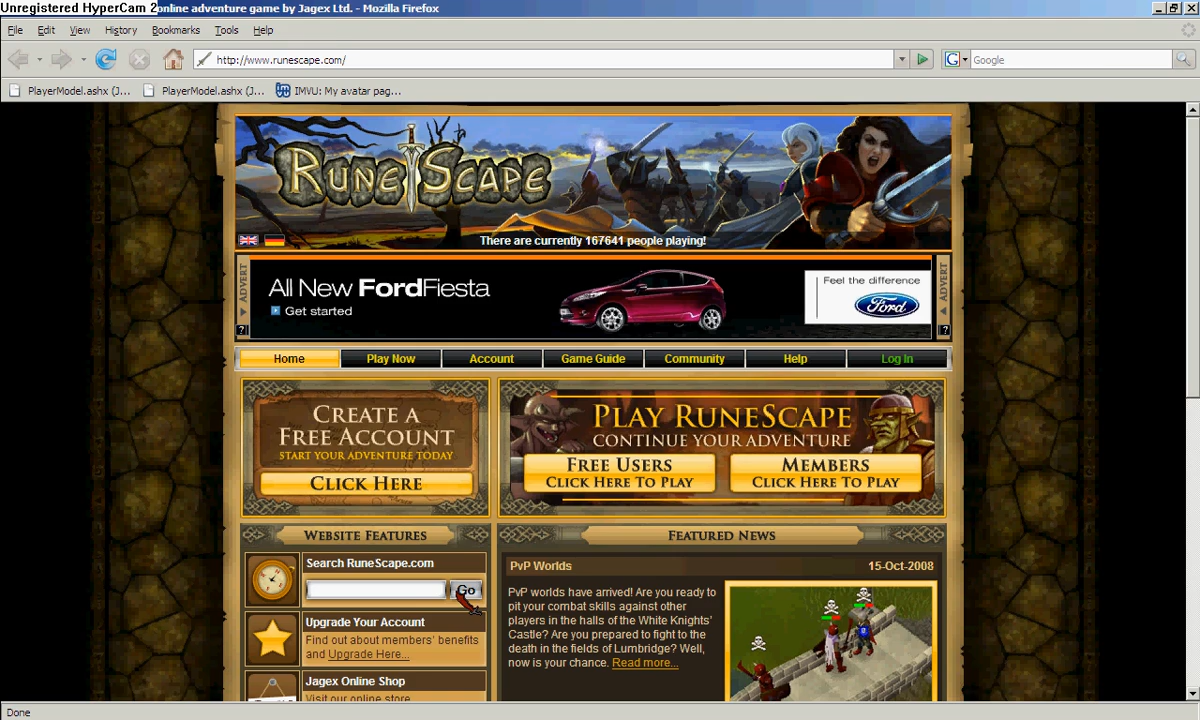 Unregistered HyperCam 2
online adventure game by Jagex Ltd. - Mozilla Firefox
File Edit View History Bookmarks Tools Help
http://www.runescape.com/
G Google
PlayerModel.ashx (J... PlayerModel.ashx (J... IMVU: My avatar pag...
RUNESCAPE
There are currently 167641 people playing!
ADVERT
?
All New FordFiesta
Get started
Feel the difference
Ford
ADVERT
?
Home Play Now Account Game Guide Community Help Log In
CREATE A
FREE ACCOUNT
START YOUR ADVENTURE TODAY
CLICK HERE
PLAY RUNESCAPE
CONTINUE YOUR ADVENTURE
FREE USERS
CLICK HERE TO PLAY
MEMBERS
CLICK HERE TO PLAY
WEBSITE FEATURES
Search RuneScape.com
Go
Upgrade Your Account
Find out about members' benefits
and Upgrade Here...
Jagex Online Shop
Visit our online store
FEATURED NEWS
PvP Worlds 15-Oct-2008
PvP worlds have arrived! Are you ready to
pit your combat skills against other
players in the halls of the White Knights'
Castle? Are you prepared to fight to the
death in the fields of Lumbridge? Well,
now is your chance. Read more...
Done